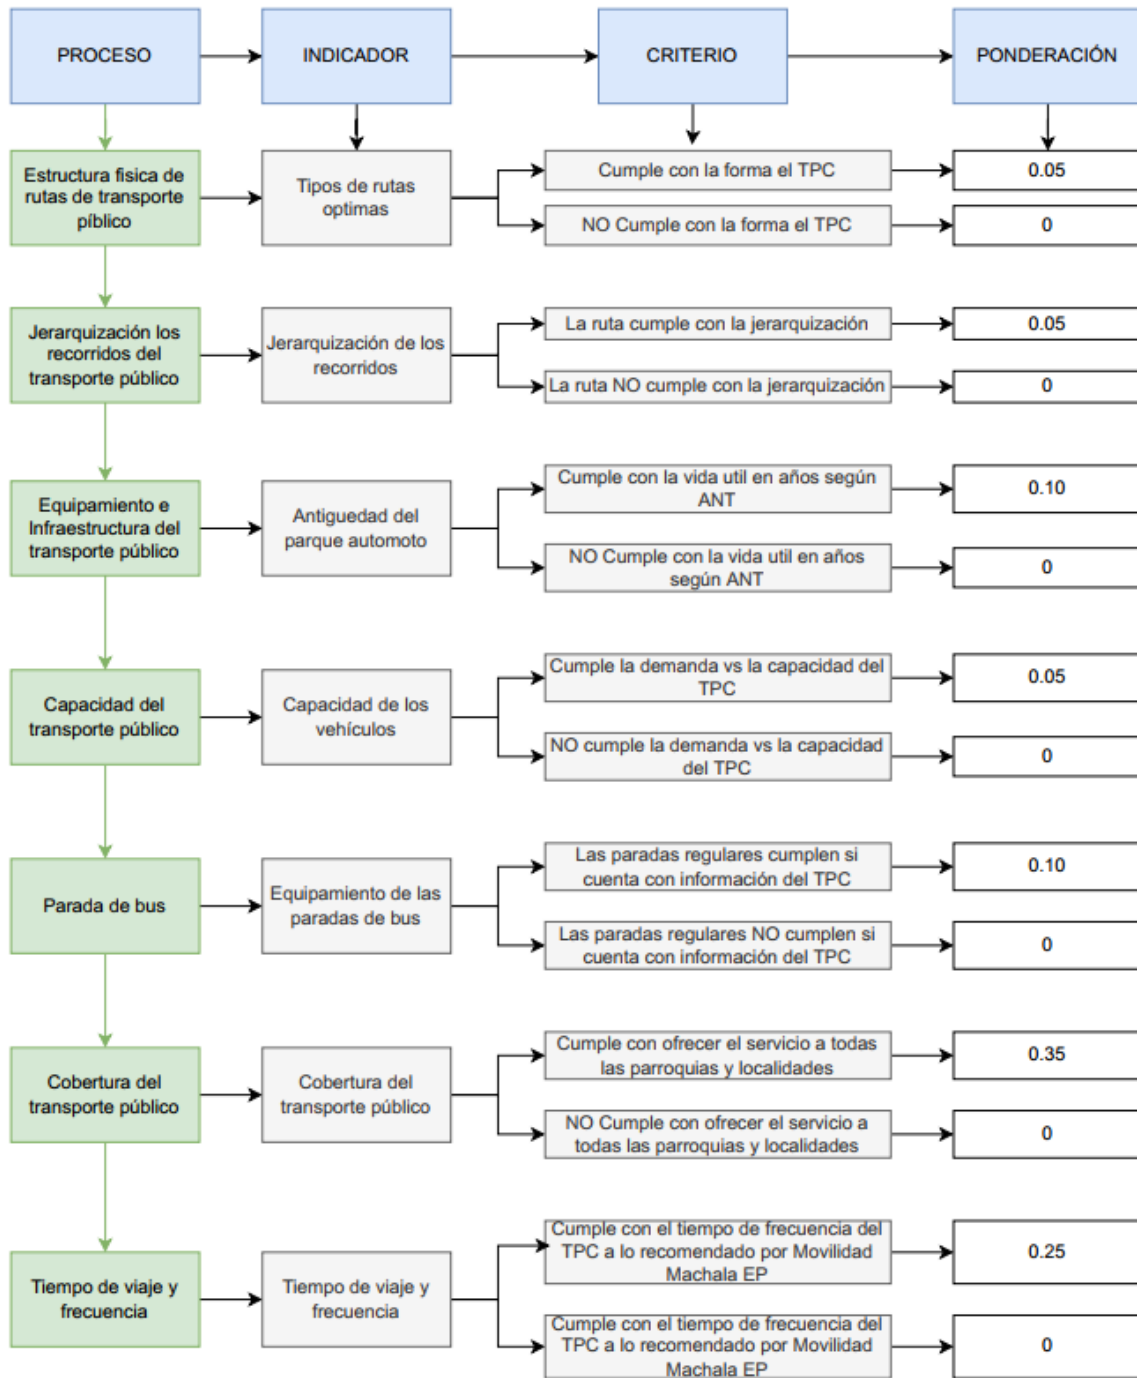 PROCESO
INDICADOR
CRITERIO
PONDERACIÓN
Estructura fisica de
rutas de transporte
píblico
Tipos de rutas
optimas
Cumple con la forma el TPC
0.05
NO Cumple con la forma el TPC
0
Jerarquización los
recorridos del
transporte público
Jerarquización de los
recorridos
La ruta cumple con la jerarquización
0.05
La ruta NO cumple con la jerarquización
0
Equipamiento e
Infraestructura del
transporte público
Antiguedad del
parque automoto
Cumple con la vida util en años según
ANT
0.10
NO Cumple con la vida util en años
según ANT
0
Capacidad del
transporte público
Capacidad de los
vehículos
Cumple la demanda vs la capacidad del
TPC
0.05
NO cumple la demanda vs la capacidad
del TPC
0
Parada de bus
Equipamiento de las
paradas de bus
Las paradas regulares cumplen si
cuenta con información del TPC
0.10
Las paradas regulares NO cumplen si
cuenta con información del TPC
0
Cobertura del
transporte público
Cobertura del
transporte público
Cumple con ofrecer el servicio a todas
las parroquias y localidades
0.35
NO Cumple con ofrecer el servicio a
todas las parroquias y localidades
0
Tiempo de viaje y
frecuencia
Tiempo de viaje y
frecuencia
Cumple con el tiempo de frecuencia del
TPC a lo recomendado por Movilidad
Machala EP
0.25
Cumple con el tiempo de frecuencia del
TPC a lo recomendado por Movilidad
Machala EP
0